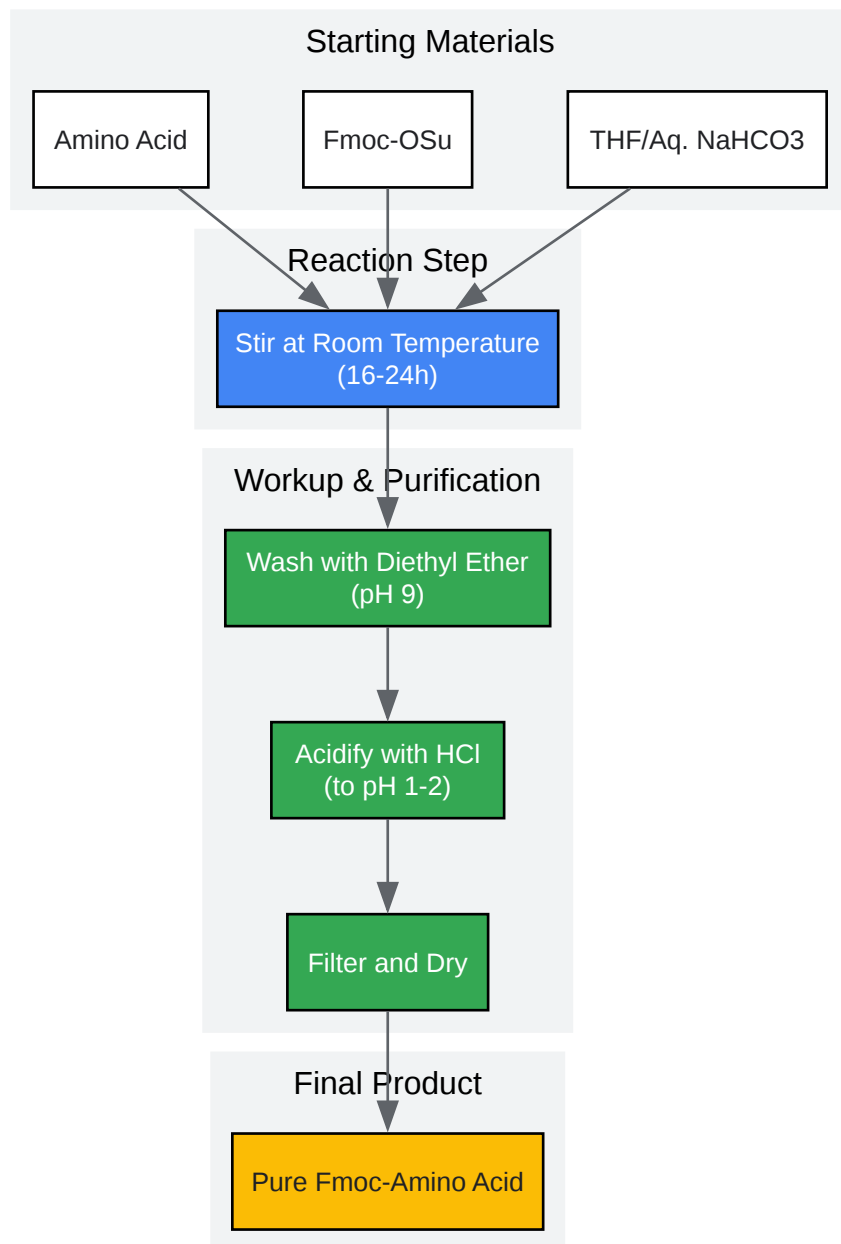 Starting Materials
Amino Acid
Fmoc-OSu
THF/Aq. NaHCO3
Reaction Step
Stir at Room Temperature
(16-24h)
Workup & Purification
Wash with Diethyl Ether
(pH 9)
Acidify with HCl
(to pH 1-2)
Filter and Dry
Final Product
Pure Fmoc-Amino Acid